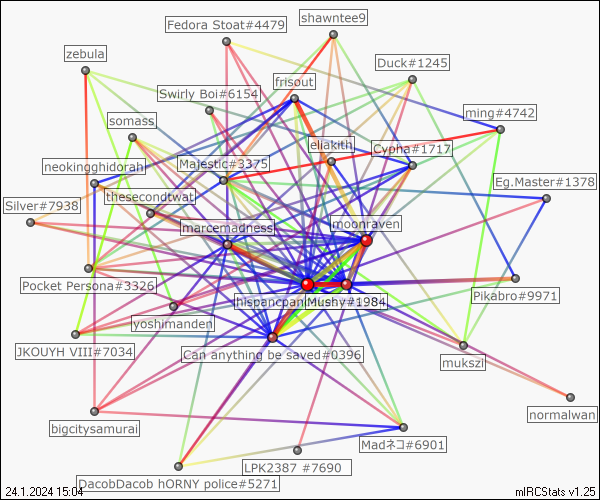 shawntee9
Fedora Stoat#4479
zebula
Duck#1245
frisout
Swirly Boi#6154
ming#4742
somass
eliakith
Cypha#1717
Majestic#3375
neokingghidorah
Eg.Master#1378
thesecondtwat
Silver#7938
moonraven
marcemadness
Pocket Persona#3326
Pikabro#9971
hispancpan
Mushy#1984
yoshimanden
JKOUYH VIII#7034
Can anything be saved#0396
mukszi
normalwan
bigcitysamurai
Madネコ#6901
LPK2387 #7690
DacobDacob hORNY police#5271
24.1.2024 15:04
mIRCStats v1.25